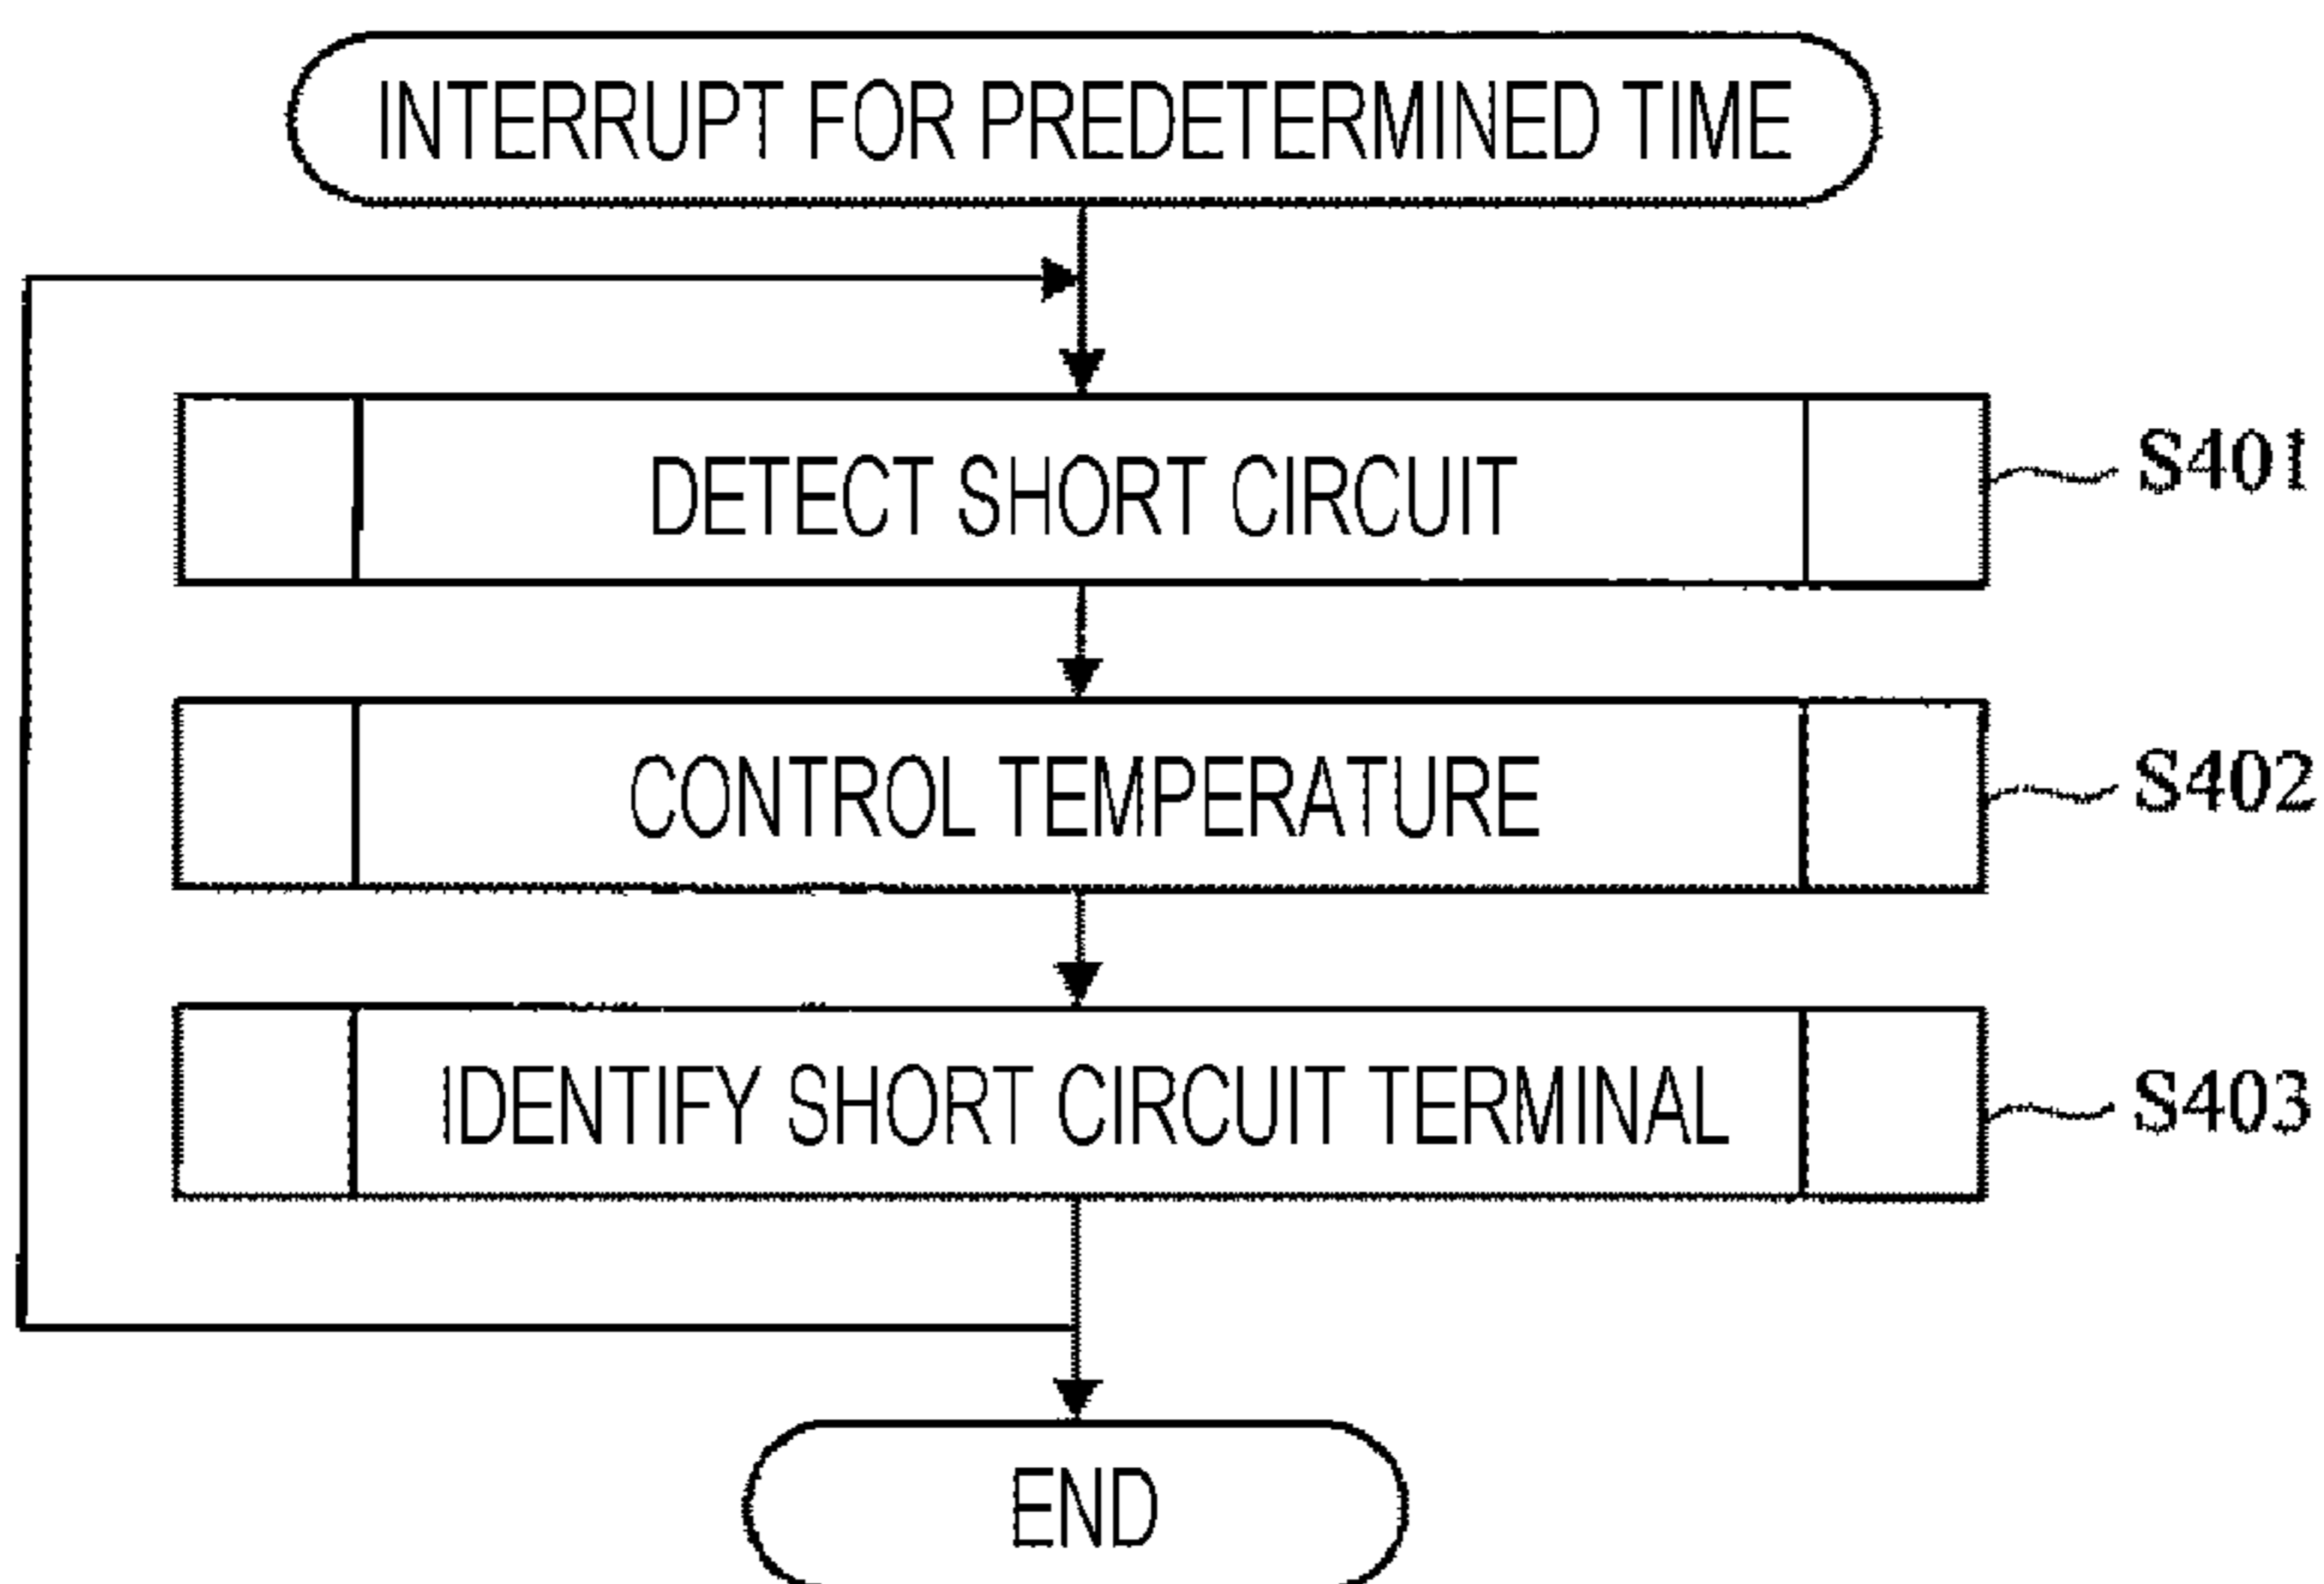 INTERRUPT FOR PREDETERMINED TIME
DETECT SHORT CIRCUIT
S401
CONTROL TEMPERATURE
S402
IDENTIFY SHORT CIRCUIT TERMINAL
S403
END